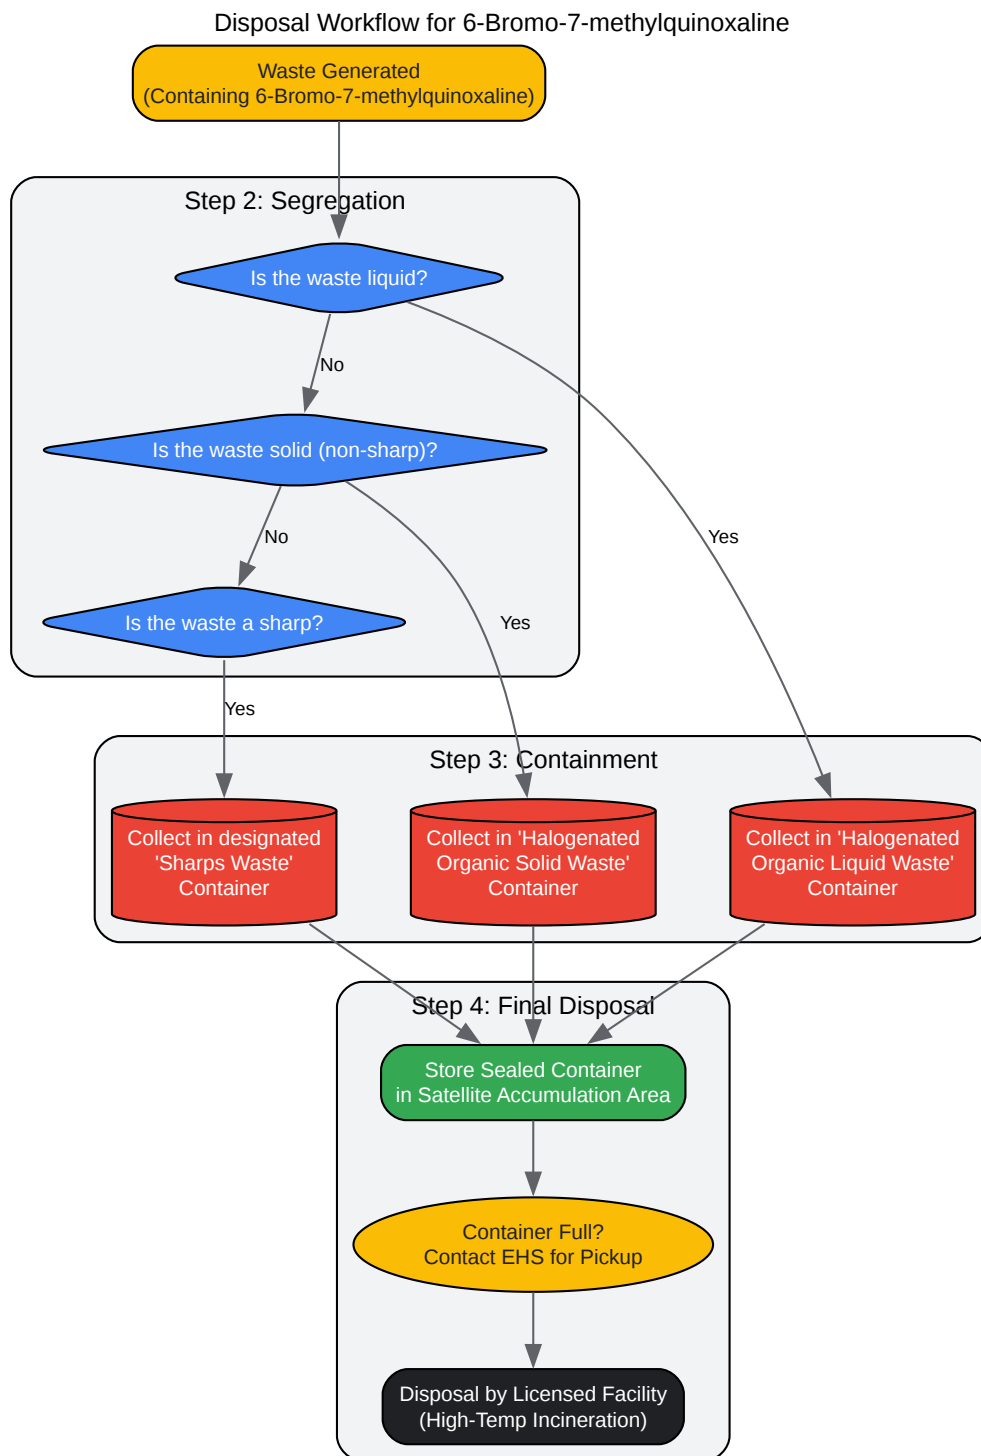 Disposal Workflow for 6-Bromo-7-methylquinoxaline
Waste Generated
(Containing 6-Bromo-7-methylquinoxaline)
Step 2: Segregation
Is the waste liquid?
No
Is the waste solid (non-sharp)?
No
Yes
Is the waste a sharp?
Yes
Yes
Step 3: Containment
Collect in designated
'Sharps Waste'
Container
Collect in 'Halogenated
Organic Solid Waste'
Container
Collect in 'Halogenated
Organic Liquid Waste'
Container
Step 4: Final Disposal
Store Sealed Container
in Satellite Accumulation Area
Container Full?
Contact EHS for Pickup
Disposal by Licensed Facility
(High-Temp Incineration)